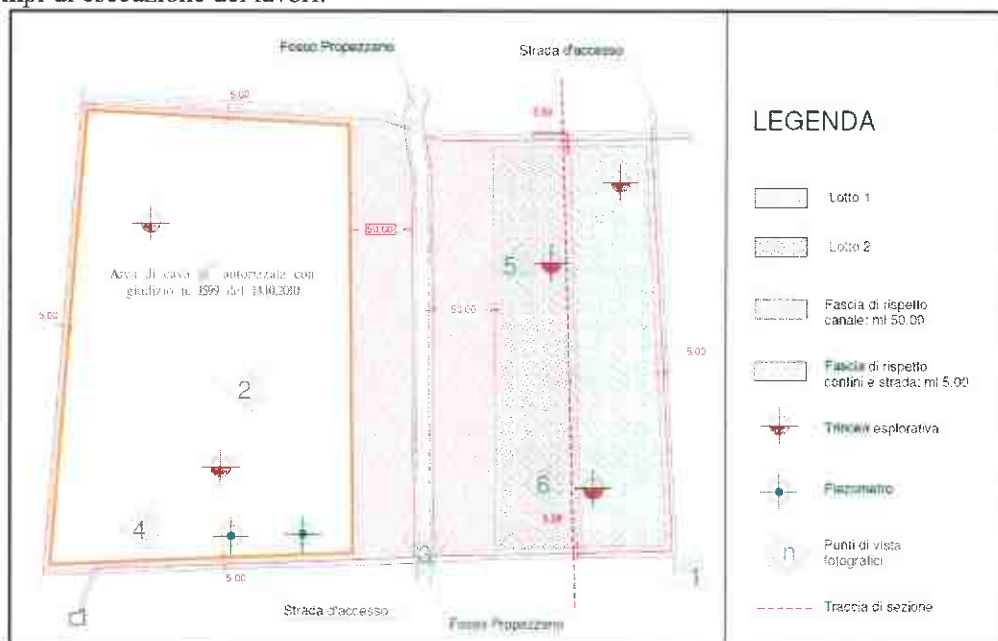 mpi di esecuzione dei lavori.
Fosso Propezzano
Strada d'accesso
5.00
5.00
LEGENDA
Lotto 1
Lotto 2
Fascia di rispetto
canale: ml 50.00
Fascia di rispetto
confini e strada: ml 5.00
Trincea esplorativa
Piezometro
n
Punti di vista
fotografici
Traccia di sezione
50.00
Area di cava autorizzata con
giudizio n. 1599 del 14.10.2010
5
50.00
5.00
5.00
2
6
4
3
1
5.00
Strada d'accesso
Fosso Propezzano